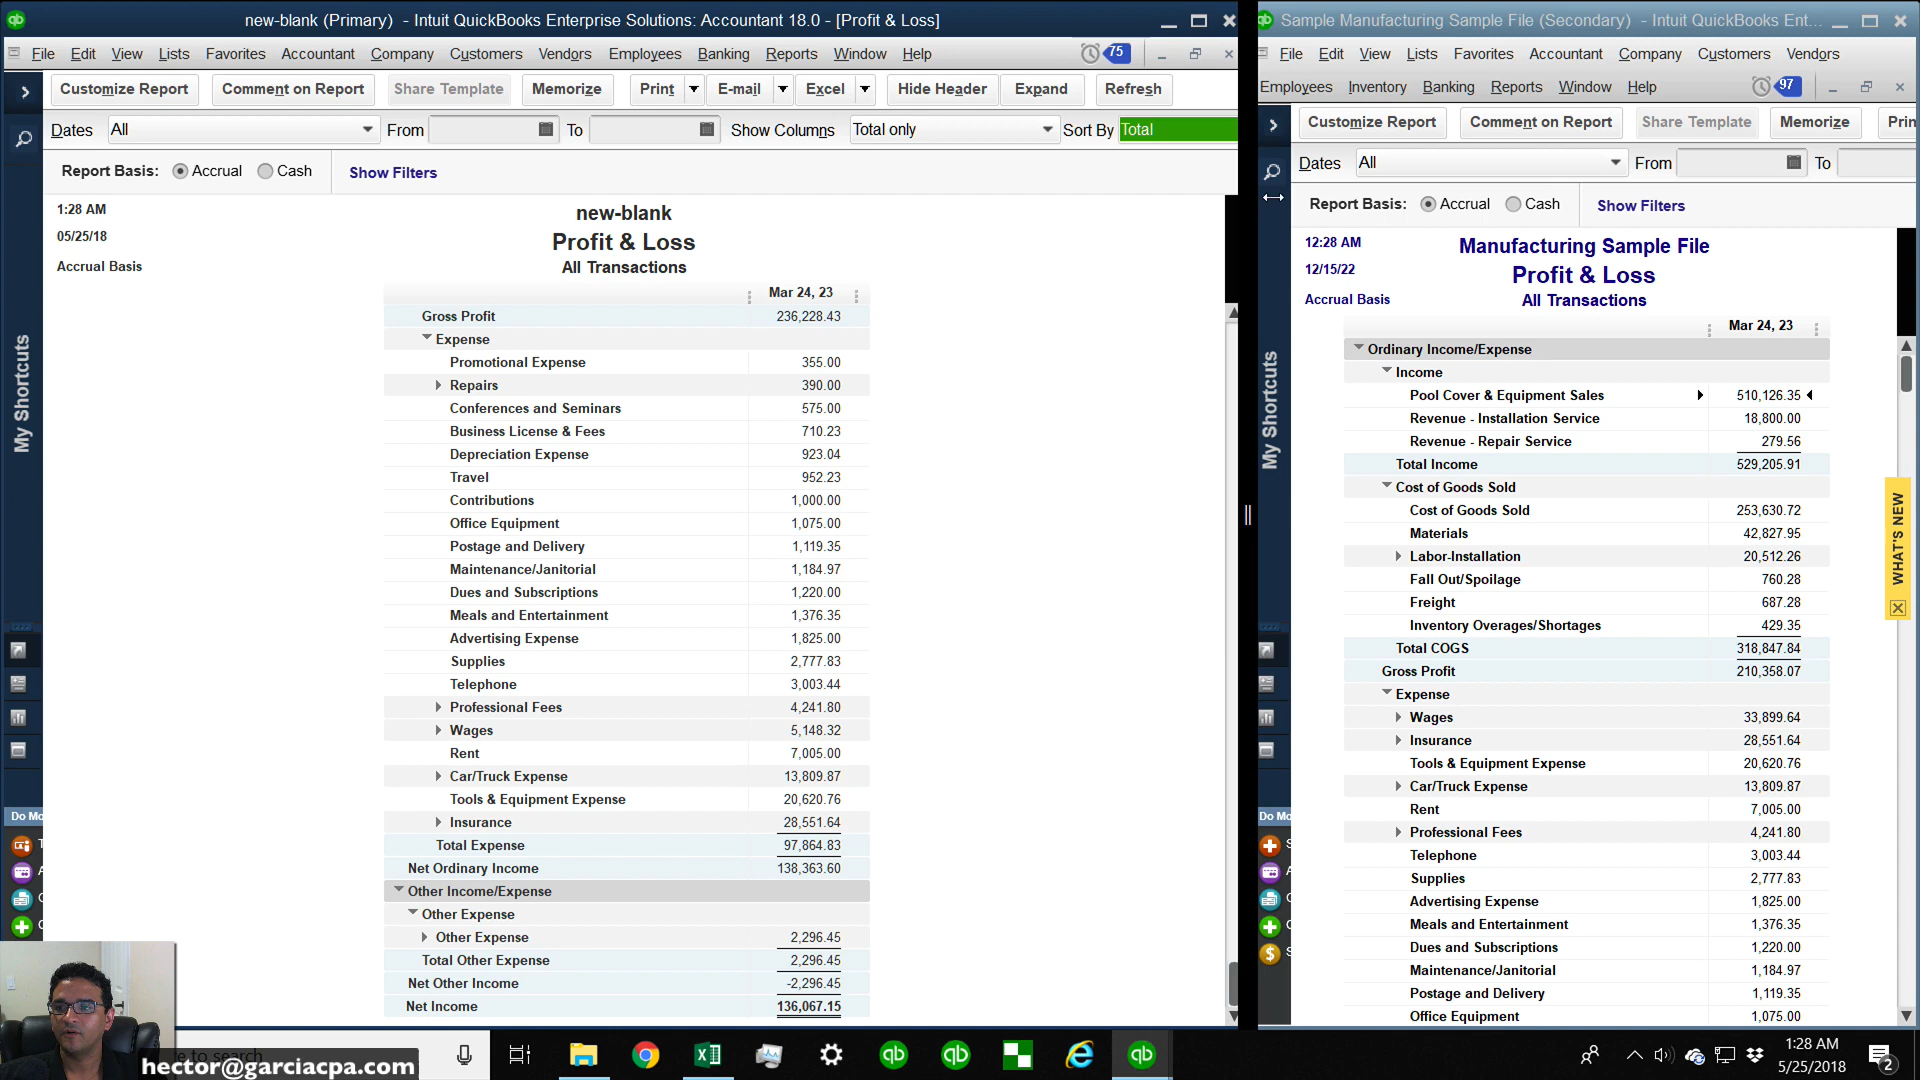 new-blank (Primary) - Intuit QuickBooks Enterprise Solutions: Accountant 18.0 - [Profit & Loss]
File Edit View Lists Favorites Accountant Company Customers Vendors Employees Banking Reports Window Help 75
Customize Report Comment on Report Share Template Memorize Print E-mail Excel Hide Header Expand Refresh
Dates All From To Show Columns Total only Sort By Total
Report Basis: Accrual Cash Show Filters
My Shortcuts
Do Mo
1:28 AM
05/25/18
Accrual Basis
new-blank
Profit & Loss
All Transactions
Mar 24, 23
Gross Profit 236,228.43
Expense
Promotional Expense 355.00
Repairs 390.00
Conferences and Seminars 575.00
Business License & Fees 710.23
Depreciation Expense 923.04
Travel 952.23
Contributions 1,000.00
Office Equipment 1,075.00
Postage and Delivery 1,119.35
Maintenance/Janitorial 1,184.97
Dues and Subscriptions 1,220.00
Meals and Entertainment 1,376.35
Advertising Expense 1,825.00
Supplies 2,777.83
Telephone 3,003.44
Professional Fees 4,241.80
Wages 5,148.32
Rent 7,005.00
Car/Truck Expense 13,809.87
Tools & Equipment Expense 20,620.76
Insurance 28,551.64
Total Expense 97,864.83
Net Ordinary Income 138,363.60
Other Income/Expense
Other Expense
Other Expense 2,296.45
Total Other Expense 2,296.45
Net Other Income -2,296.45
Net Income 136,067.15
Sample Manufacturing Sample File (Secondary) - Intuit QuickBooks Ent...
File Edit View Lists Favorites Accountant Company Customers Vendors
Employees Inventory Banking Reports Window Help 97
Customize Report Comment on Report Share Template Memorize Prin
Dates All From To
Report Basis: Accrual Cash Show Filters
My Shortcuts
Do Mo
12:28 AM
12/15/22
Accrual Basis
Manufacturing Sample File
Profit & Loss
All Transactions
Mar 24, 23
Ordinary Income/Expense
Income
Pool Cover & Equipment Sales 510,126.35
Revenue - Installation Service 18,800.00
Revenue - Repair Service 279.56
Total Income 529,205.91
Cost of Goods Sold
Cost of Goods Sold 253,630.72
Materials 42,827.95
Labor-Installation 20,512.26
Fall Out/Spoilage 760.28
Freight 687.28
Inventory Overages/Shortages 429.35
Total COGS 318,847.84
Gross Profit 210,358.07
Expense
Wages 33,899.64
Insurance 28,551.64
Tools & Equipment Expense 20,620.76
Car/Truck Expense 13,809.87
Rent 7,005.00
Professional Fees 4,241.80
Telephone 3,003.44
Supplies 2,777.83
Advertising Expense 1,825.00
Meals and Entertainment 1,376.35
Dues and Subscriptions 1,220.00
Maintenance/Janitorial 1,184.97
Postage and Delivery 1,119.35
Office Equipment 1,075.00
WHAT'S NEW
to search
hector@garciacpa.com
1:28 AM
5/25/2018
2